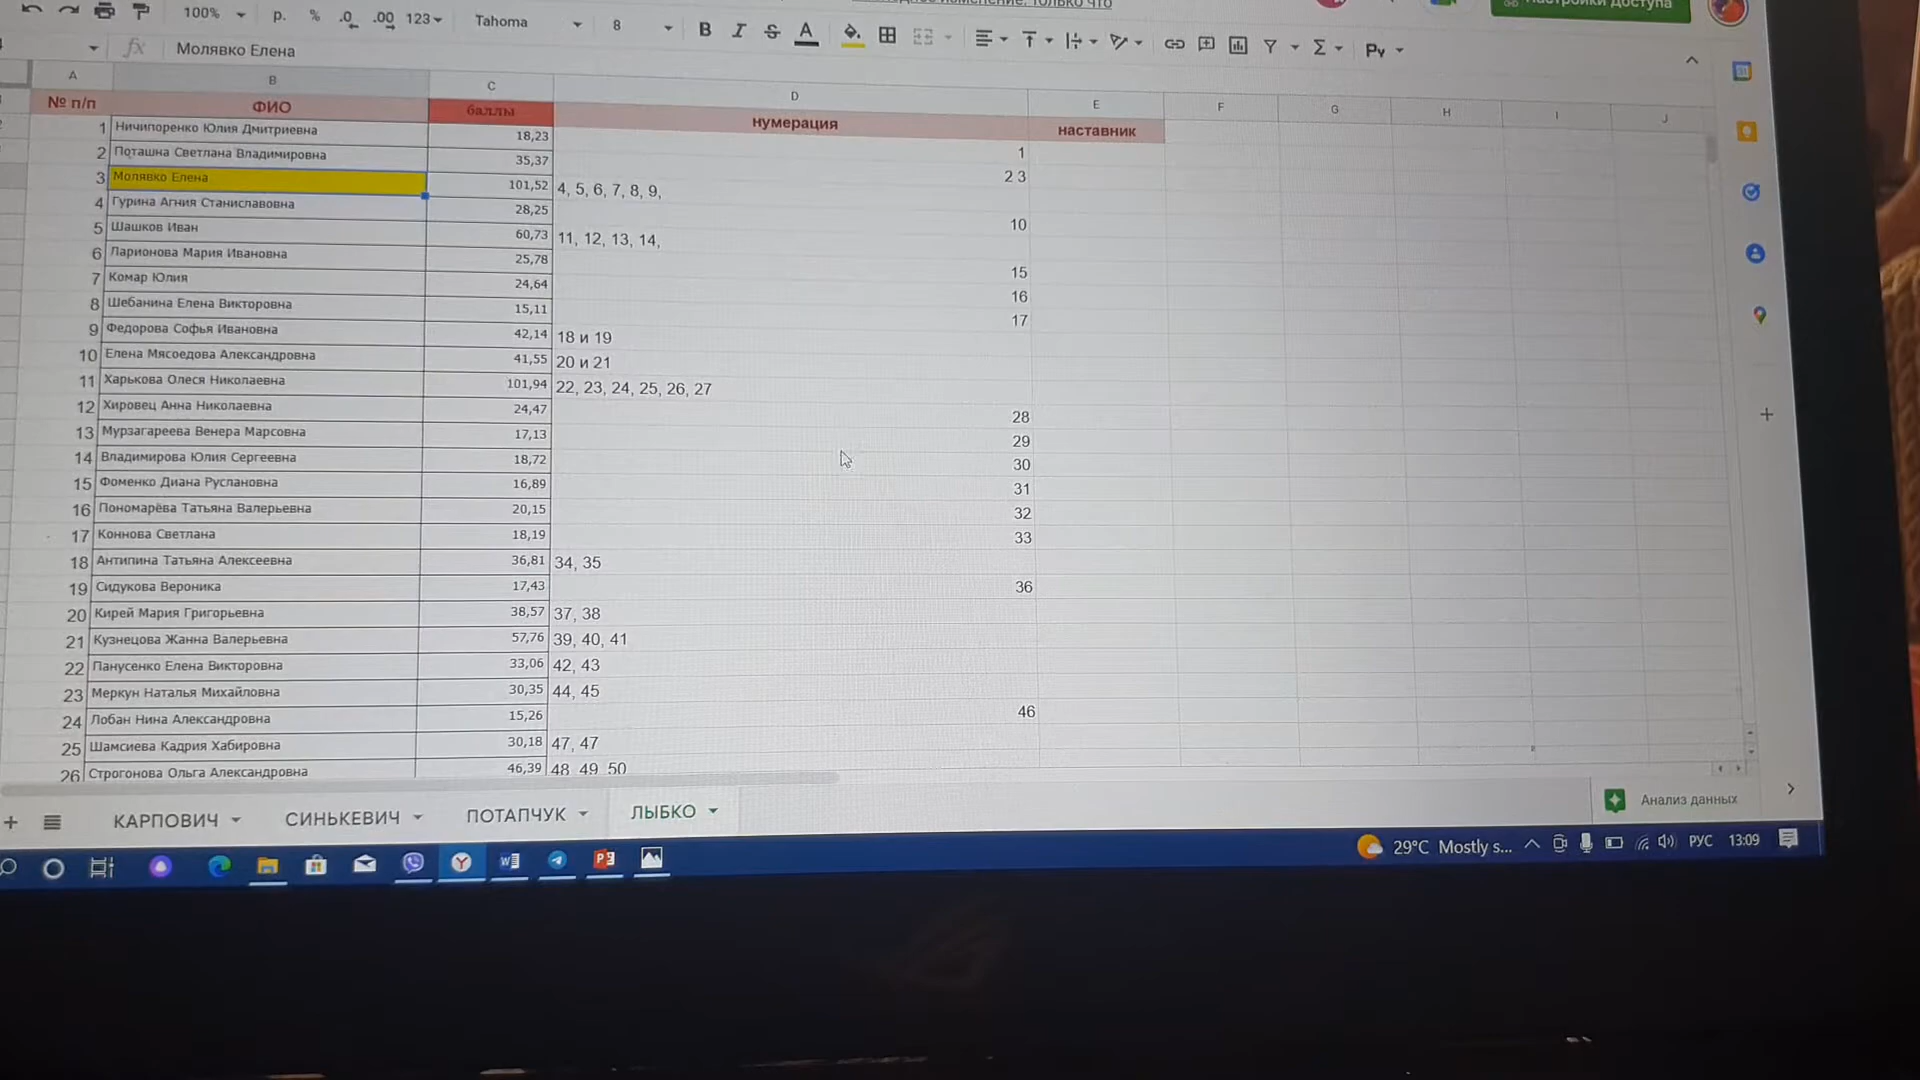 100% р. % .0 .00 123 Tahoma 8 B I S A Σ Ру
fx Молявко Елена
A B C D E F G H I J
№ п/п ФИО баллы нумерация наставник
1 Ничипоренко Юлия Дмитриевна 18,23 1
2 Поташна Светлана Владимировна 35,37 2 3
3 Молявко Елена 101,52 4, 5, 6, 7, 8, 9,
4 Гурина Агния Станиславовна 28,25 10
5 Шашков Иван 60,73 11, 12, 13, 14,
6 Ларионова Мария Ивановна 25,78 15
7 Комар Юлия 24,64 16
8 Шебанина Елена Викторовна 15,11 17
9 Федорова Софья Ивановна 42,14 18 и 19
10 Елена Мясоедова Александровна 41,55 20 и 21
11 Харькова Олеся Николаевна 101,94 22, 23, 24, 25, 26, 27
12 Хировец Анна Николаевна 24,47 28
13 Мурзагареева Венера Марсовна 17,13 29
14 Владимирова Юлия Сергеевна 18,72 30
15 Фоменко Диана Руслановна 16,89 31
16 Пономарёва Татьяна Валерьевна 20,15 32
17 Коннова Светлана 18,19 33
18 Антипина Татьяна Алексеевна 36,81 34, 35
19 Сидукова Вероника 17,43 36
20 Кирей Мария Григорьевна 38,57 37, 38
21 Кузнецова Жанна Валерьевна 57,76 39, 40, 41
22 Панусенко Елена Викторовна 33,06 42, 43
23 Меркун Наталья Михайловна 30,35 44, 45
24 Лобан Нина Александровна 15,26 46
25 Шамсиева Кадрия Хабировна 30,18 47, 47
26 Строгонова Ольга Александровна 46,39 48, 49, 50
КАРПОВИЧ СИНЬКЕВИЧ ПОТАПЧУК ЛЫБКО Анализ данных
29°C Mostly s... РУС 13:09